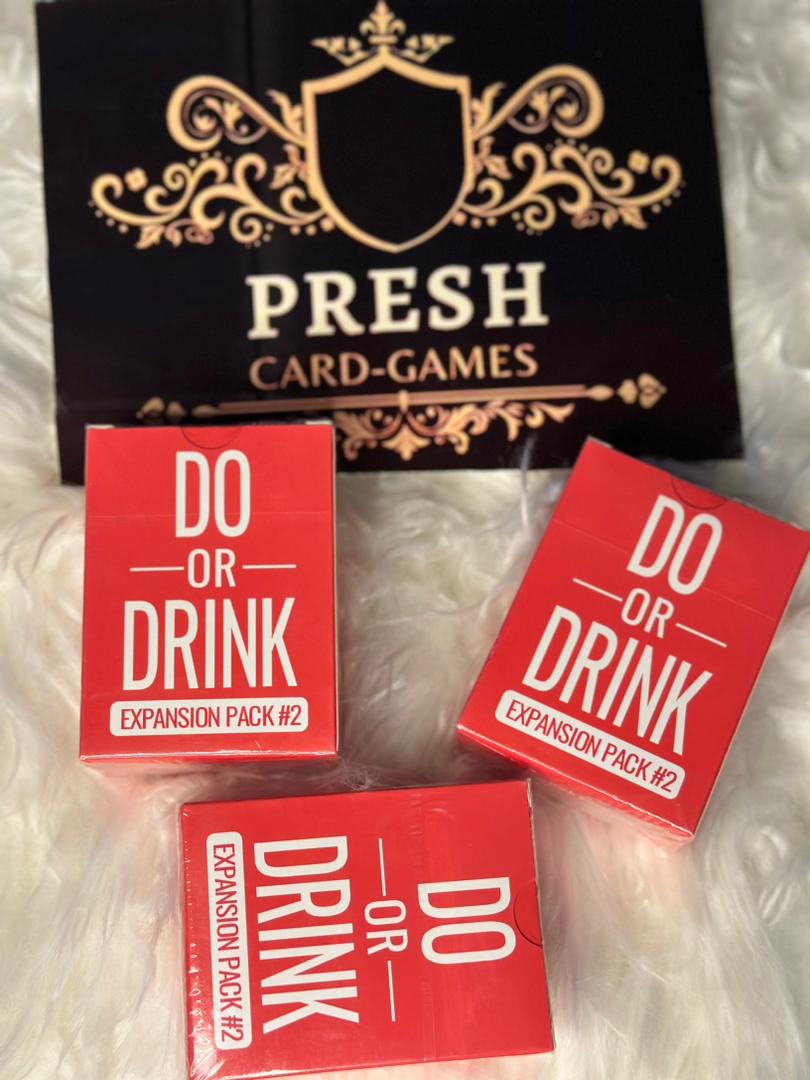 PRESH
CARD-GAMES
DO
OR
DRINK
EXPANSION PACK #2
DO
OR
DRINK
EXPANSION PACK #2
DO
OR
DRINK
EXPANSION PACK #2